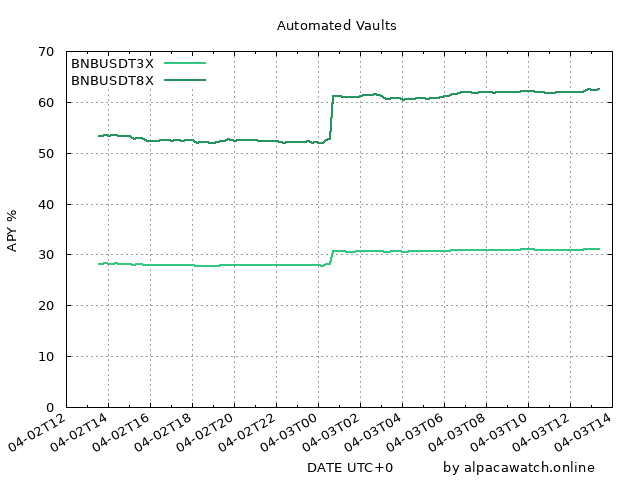 Automated Vaults
BNBUSDT3X
BNBUSDT8X
APY %
70
60
50
40
30
20
10
0
04-02T12
04-02T14
04-02T16
04-02T18
04-02T20
04-02T22
04-03T00
04-03T02
04-03T04
04-03T06
04-03T08
04-03T10
04-03T12
04-03T14
DATE UTC+0
by alpacawatch.online